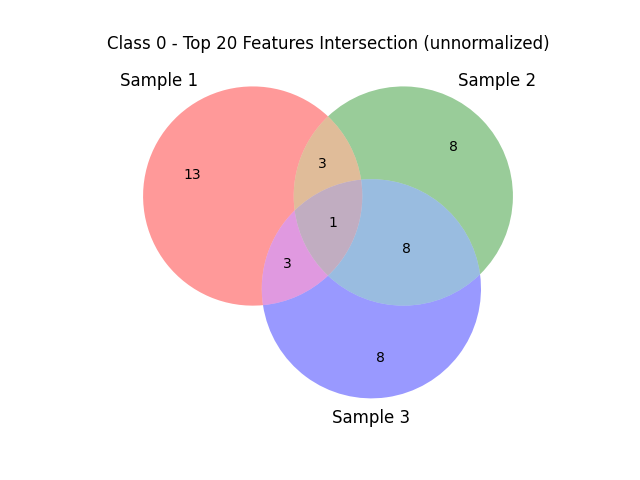 Class 0 - Top 20 Features Intersection (unnormalized)
Sample 1
Sample 2
8
3
13
1
8
3
8
Sample 3